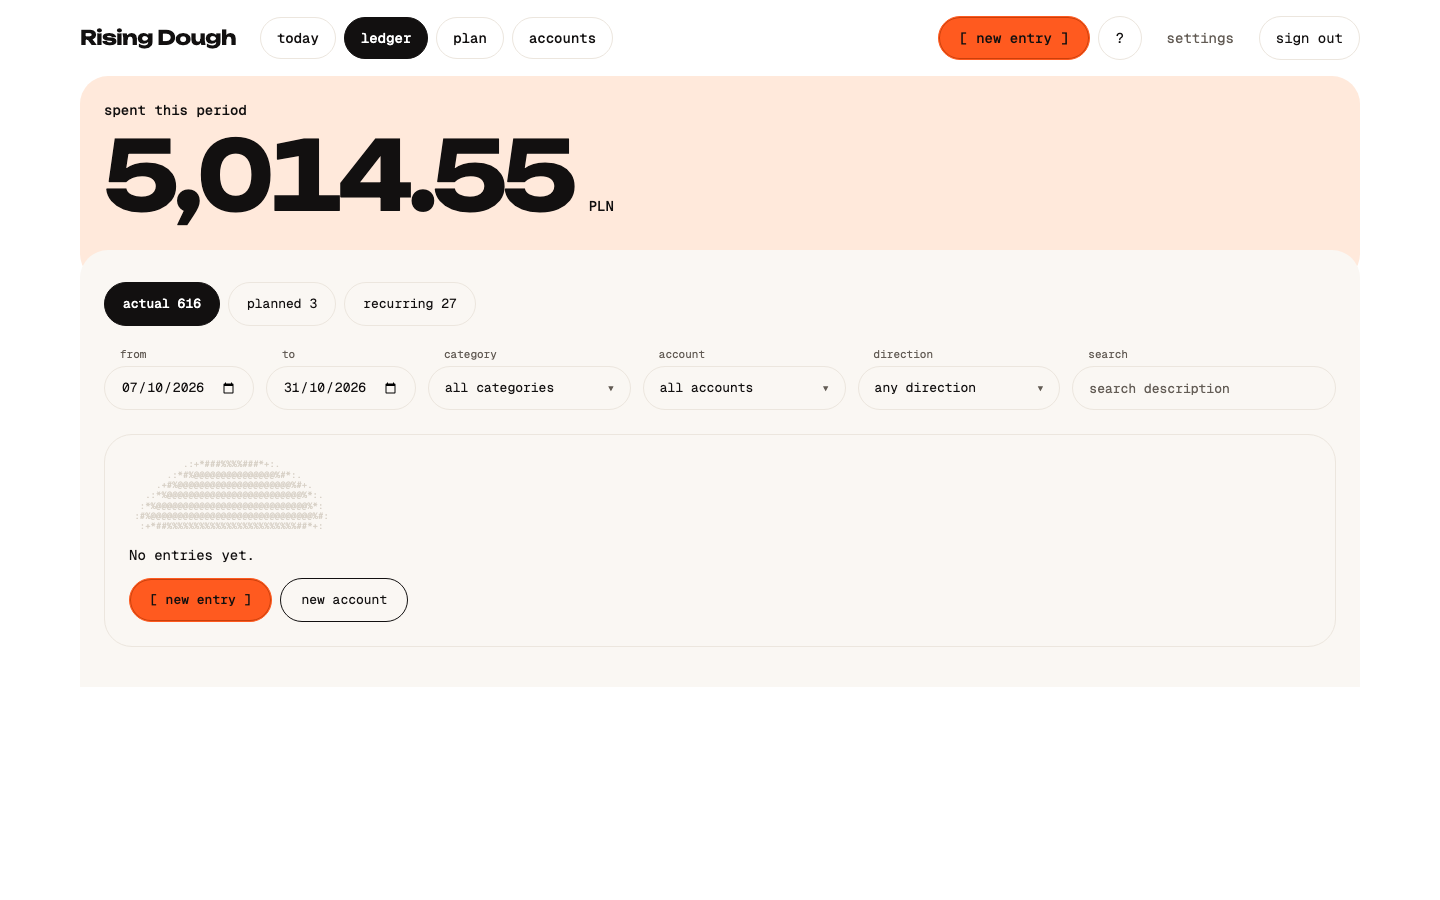 Rising Dough
today
ledger
plan
accounts
[ new entry ]
?
settings
sign out
spent this period
5,014.55 PLN
actual 616
planned 3
recurring 27
from
to
category
account
direction
search
07/10/2026
31/10/2026
all categories
all accounts
any direction
search description
No entries yet.
[ new entry ]
new account